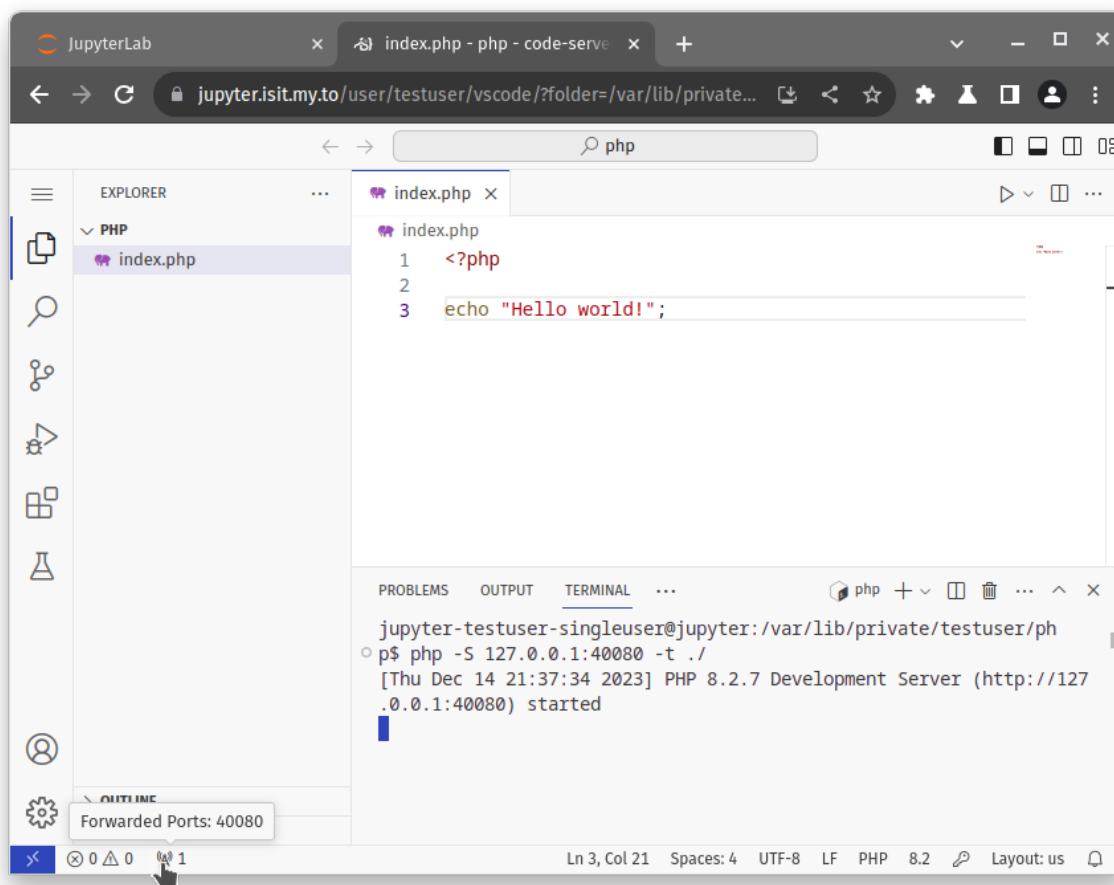 JupyterLab
index.php - php - code-serve
jupyter.isit.my.to/user/testuser/vscode/?folder=/var/lib/private...
php
EXPLORER
PHP
index.php
index.php
index.php
1 <?php
2
3 echo "Hello world!";
PROBLEMS OUTPUT TERMINAL
php
jupyter-testuser-singleuser@jupyter:/var/lib/private/testuser/ph
p$ php -S 127.0.0.1:40080 -t ./
[Thu Dec 14 21:37:34 2023] PHP 8.2.7 Development Server (http://127
.0.0.1:40080) started
OUTLINE
Forwarded Ports: 40080
0 0 1 Ln 3, Col 21 Spaces: 4 UTF-8 LF PHP 8.2 Layout: us